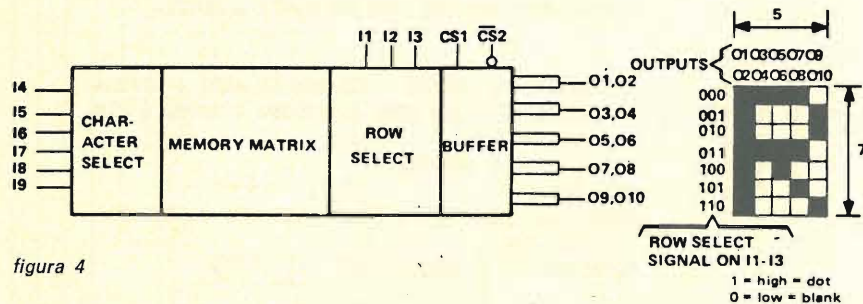 I1 I2 I3 CS1 C̅S̅2̅
5
OUTPUTS
O1O3O5O7O9
O2O4O6O8O10
I4
I5
I6
I7
I8
I9
CHAR-
ACTER
SELECT
MEMORY MATRIX
ROW
SELECT
BUFFER
O1,O2
O3,O4
O5,O6
O7,O8
O9,O10
000
001
010
011
100
101
110
7
ROW SELECT
SIGNAL ON I1-I3
1 = high = dot
0 = low = blank
figura 4